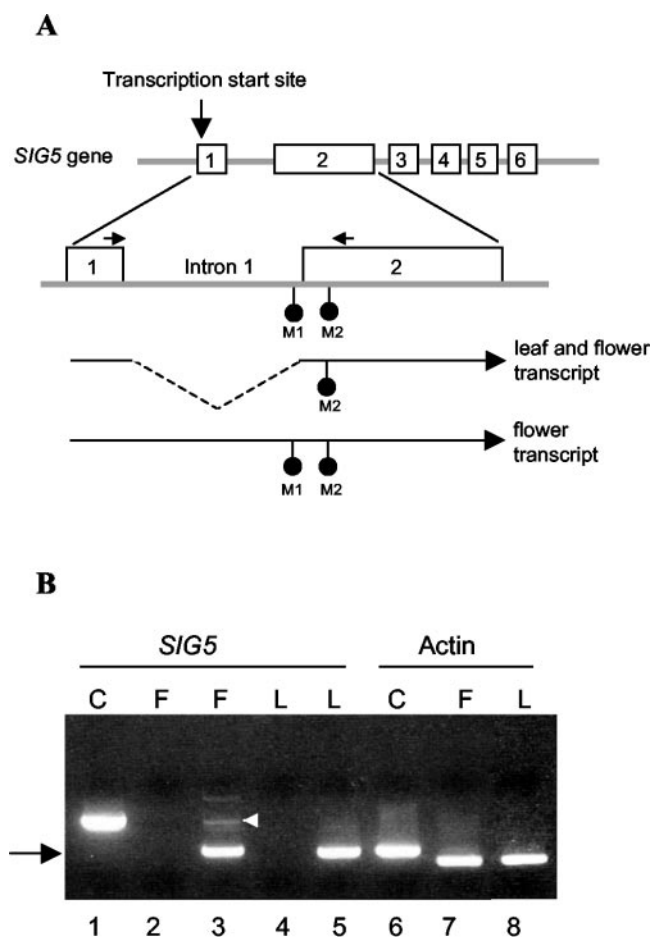 A
Transcription start site
SIG5 gene
1 2 3 4 5 6
1 Intron 1 2
M1 M2
leaf and flower
transcript
M2
flower
transcript
M1 M2
B
SIG5 Actin
C F F L L C F L
1 2 3 4 5 6 7 8